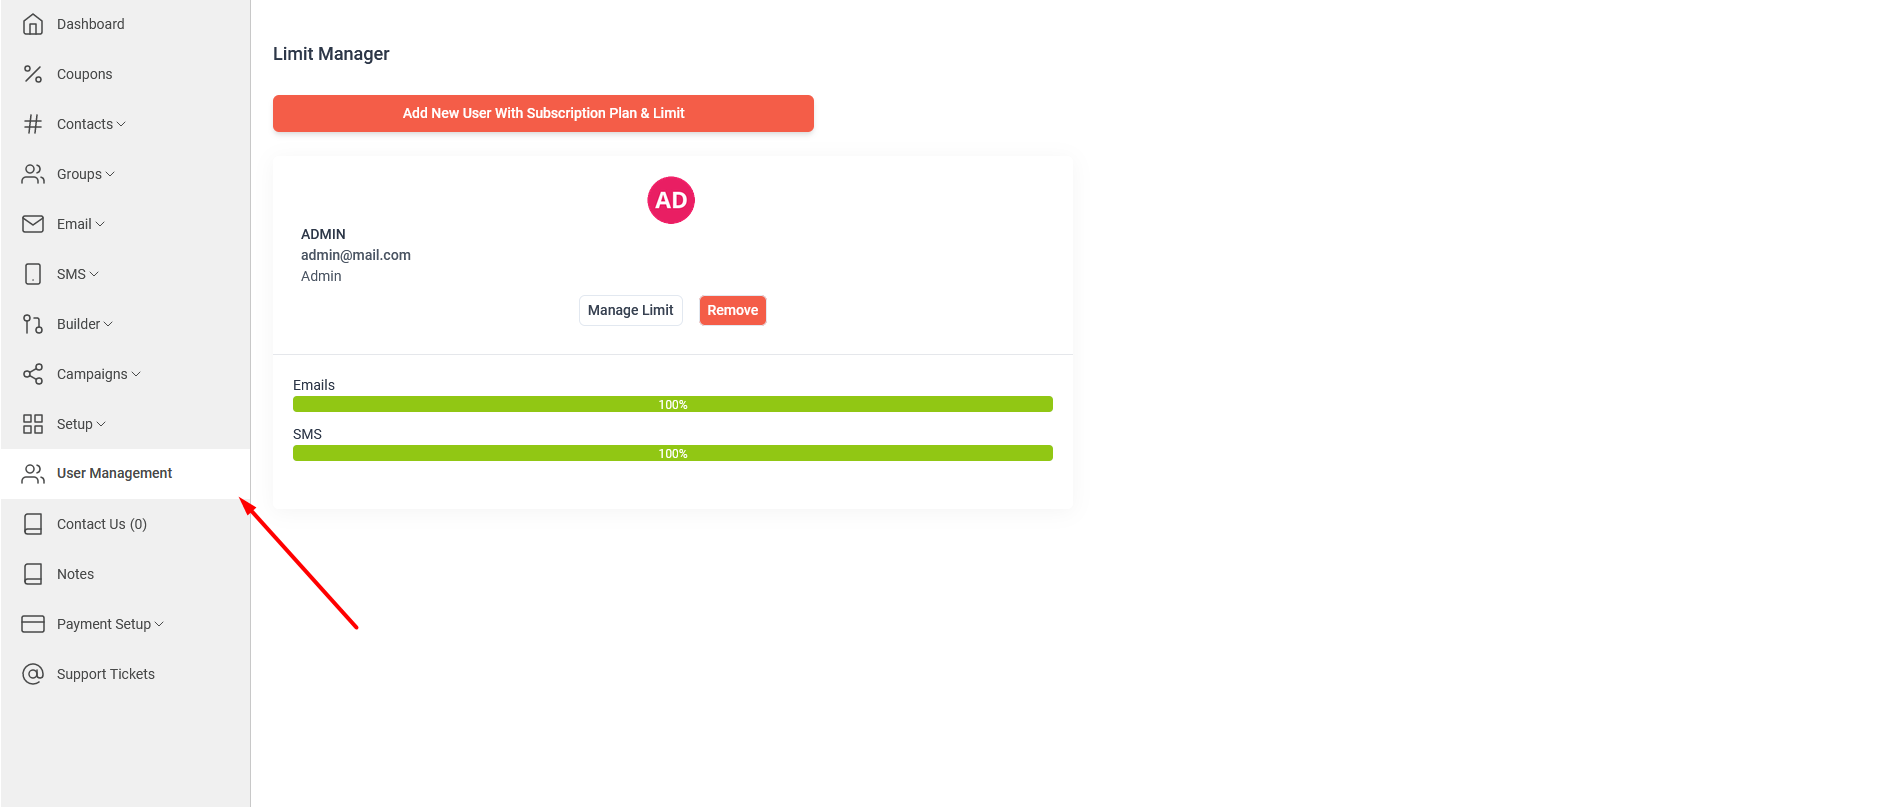 Dashboard
Coupons
Contacts
Groups
Email
SMS
Builder
Campaigns
Setup
User Management
Contact Us (0)
Notes
Payment Setup
Support Tickets
Limit Manager
Add New User With Subscription Plan & Limit
AD
ADMIN
admin@mail.com
Admin
Manage Limit Remove
Emails
100%
SMS
100%